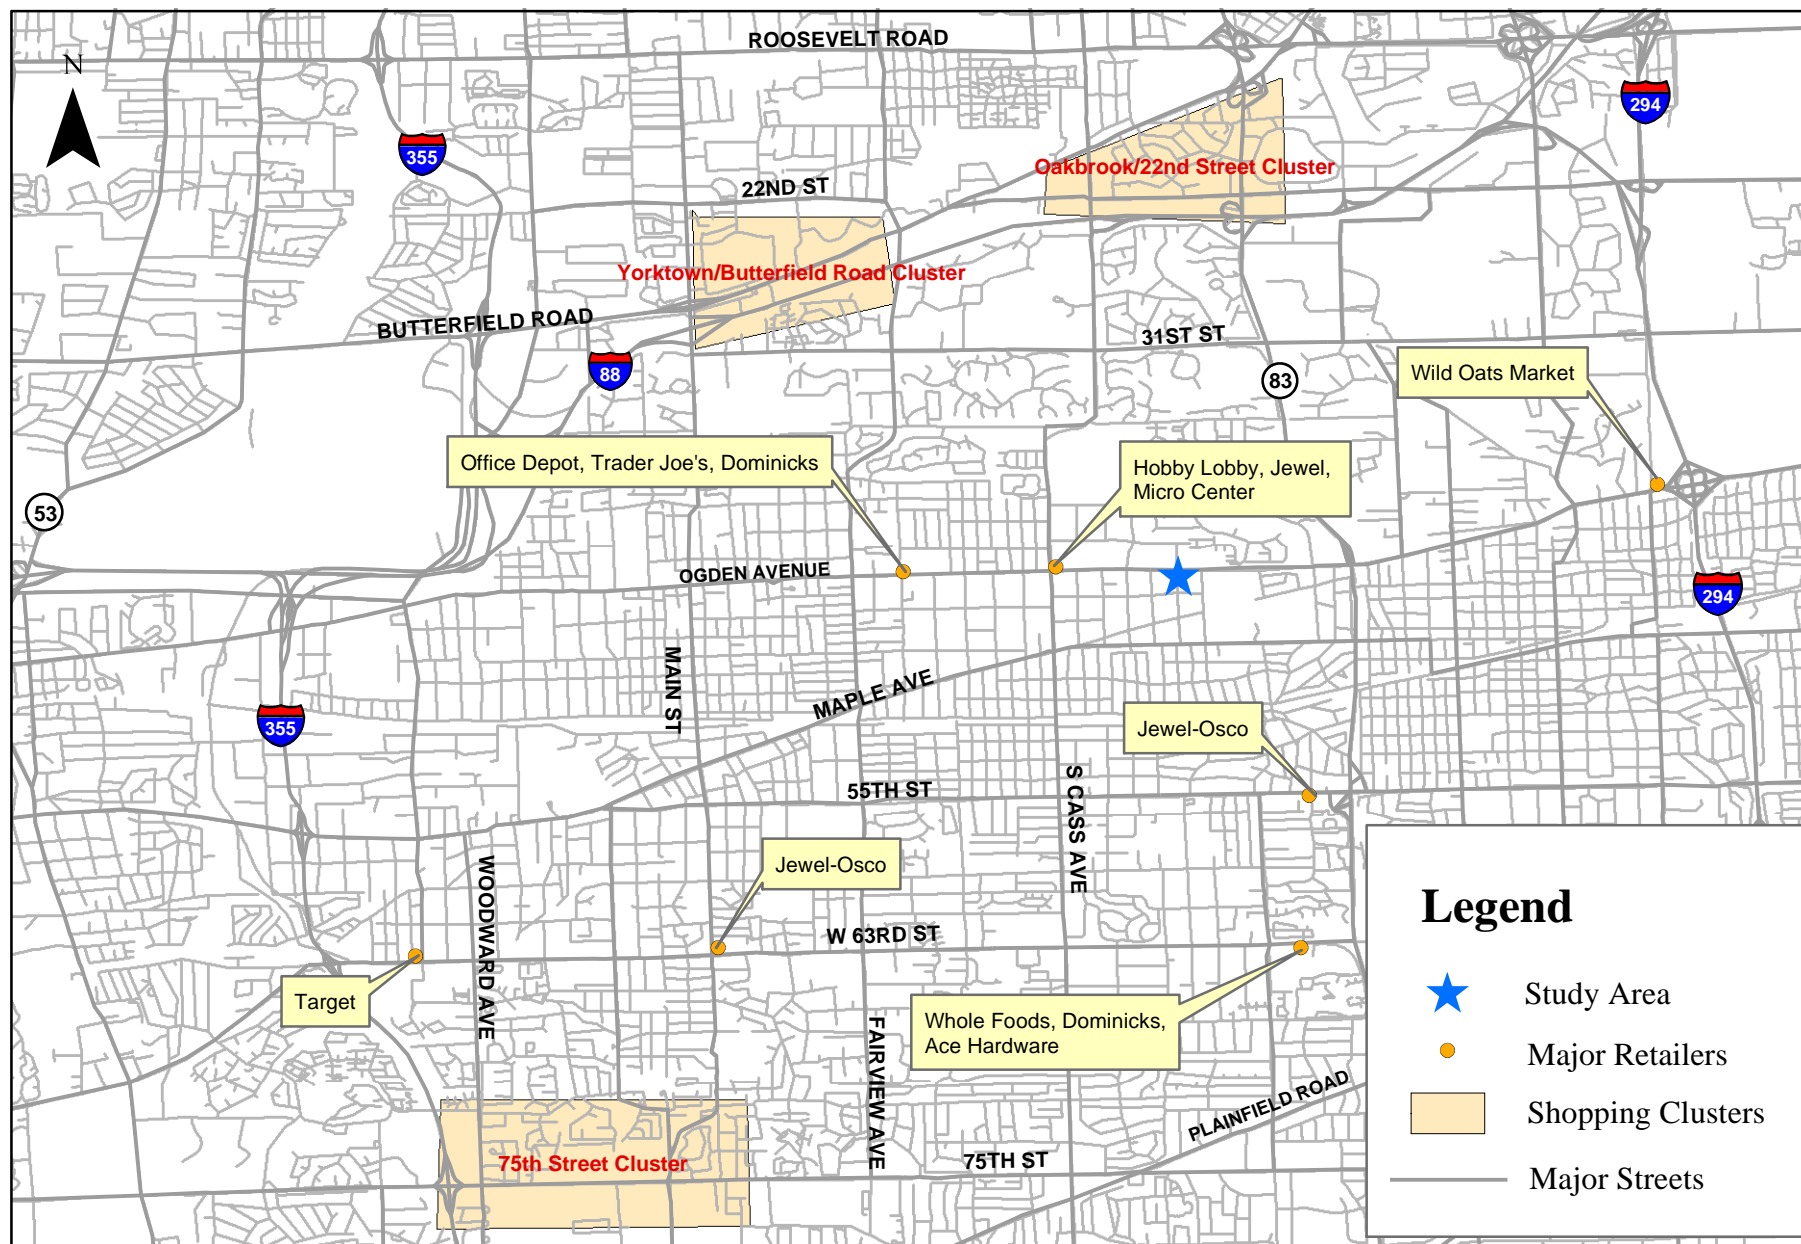 ROOSEVELT ROAD
N
294
355
Oakbrook/22nd Street Cluster
22ND ST
Yorktown/Butterfield Road Cluster
BUTTERFIELD ROAD
31ST ST
88
83
Wild Oats Market
Office Depot, Trader Joe's, Dominicks
Hobby Lobby, Jewel,
Micro Center
53
OGDEN AVENUE
294
MAIN ST
MAPLE AVE
355
Jewel-Osco
55TH ST
S CASS AVE
Jewel-Osco
WOODWARD AVE
W 63RD ST
Target
Whole Foods, Dominicks,
Ace Hardware
FAIRVIEW AVE
PLAINFIELD ROAD
75th Street Cluster
75TH ST
Legend
Study Area
Major Retailers
Shopping Clusters
Major Streets